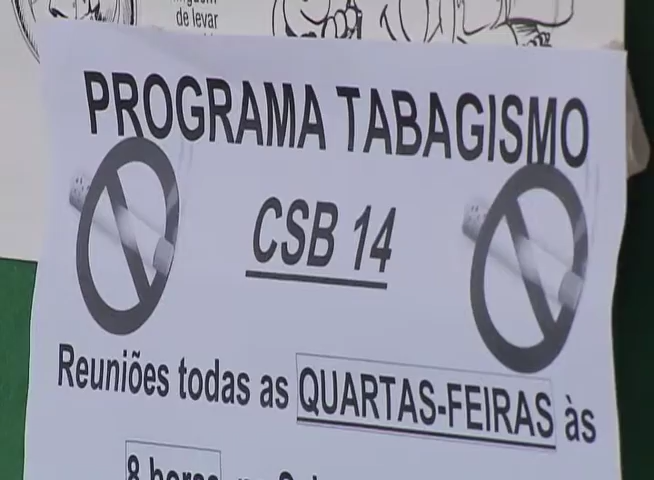 de levar
PROGRAMA TABAGISMO
CSB 14
Reuniões todas as QUARTAS-FEIRAS às
8 horas